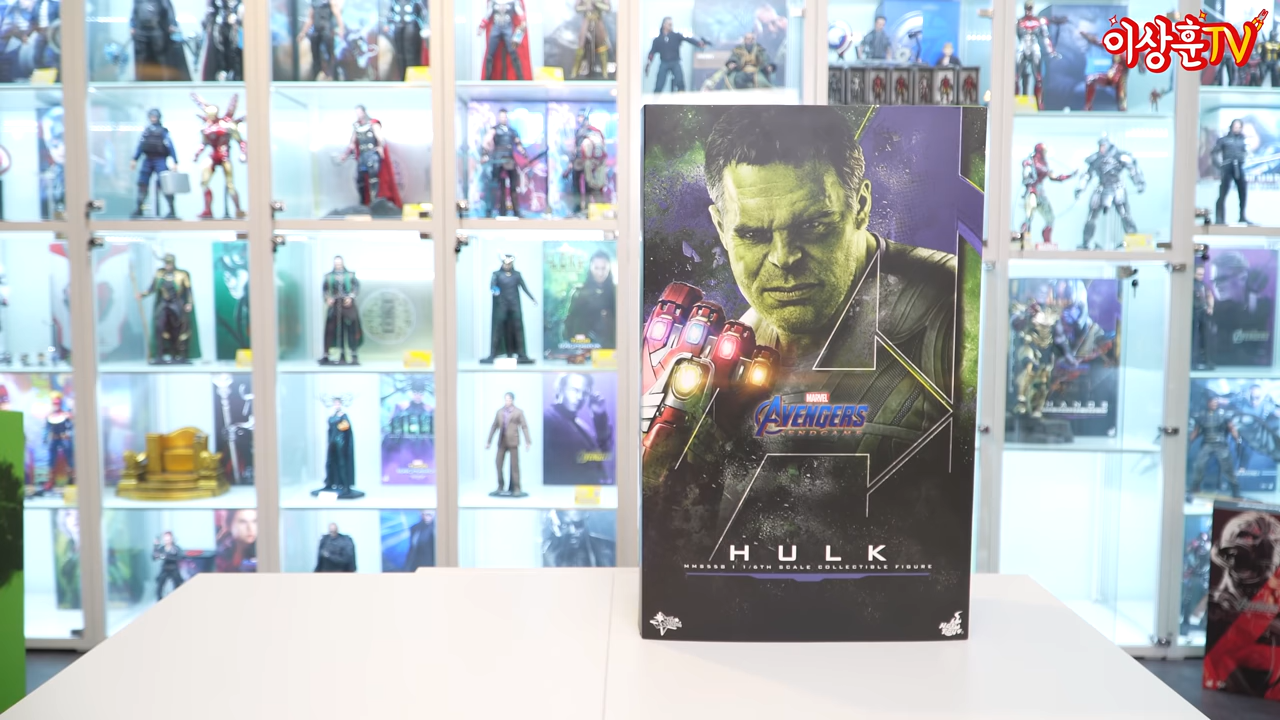 이상훈TV
MARVEL
AVENGERS
ENDGAME
HULK
MMS558 | 1/6TH SCALE COLLECTIBLE FIGURE